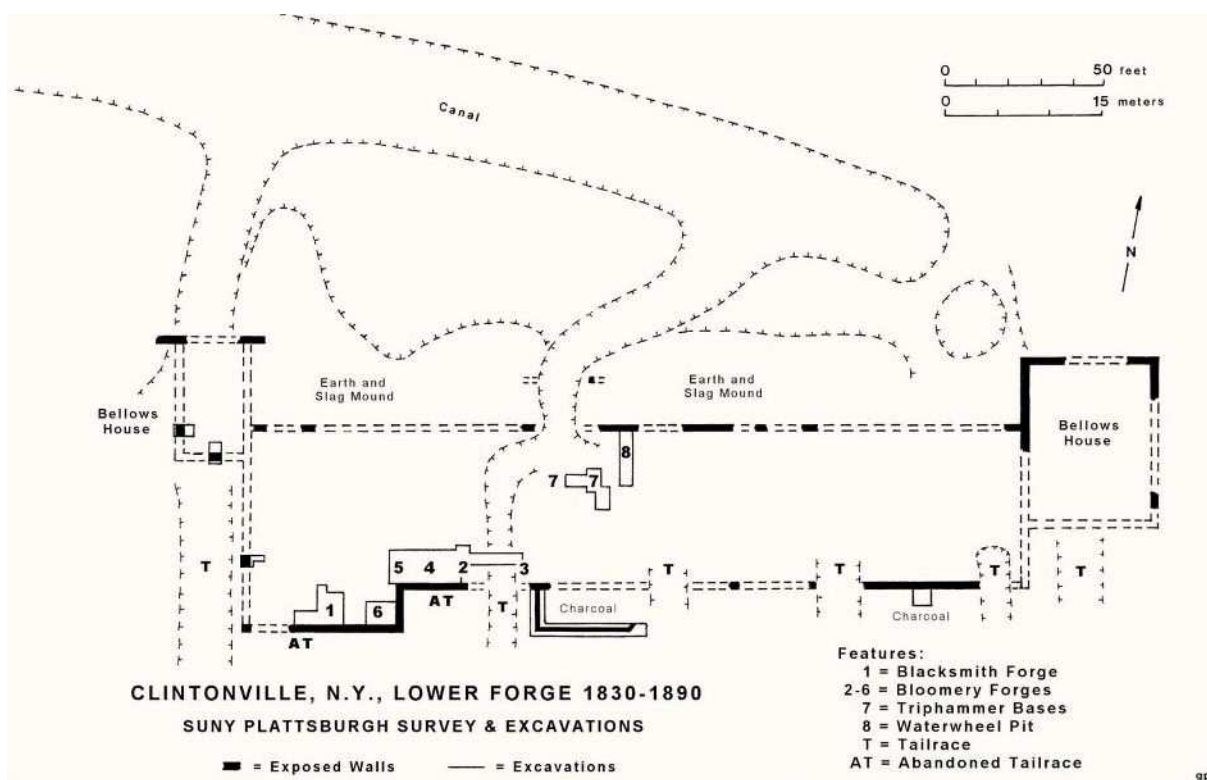 0 50 feet
0 15 meters
Canal
N
Earth and
Slag Mound
Earth and
Slag Mound
Bellows
House
Bellows
House
8
7 7
T
5 4 2 3
T
T
T
T
AT
1 6
T
Charcoal
Charcoal
AT
CLINTONVILLE, N.Y., LOWER FORGE 1830-1890
SUNY PLATTSBURGH SURVEY & EXCAVATIONS
= Exposed Walls = Excavations
Features:
1 = Blacksmith Forge
2-6 = Bloomery Forges
7 = Triphammer Bases
8 = Waterwheel Pit
T = Tailrace
AT = Abandoned Tailrace